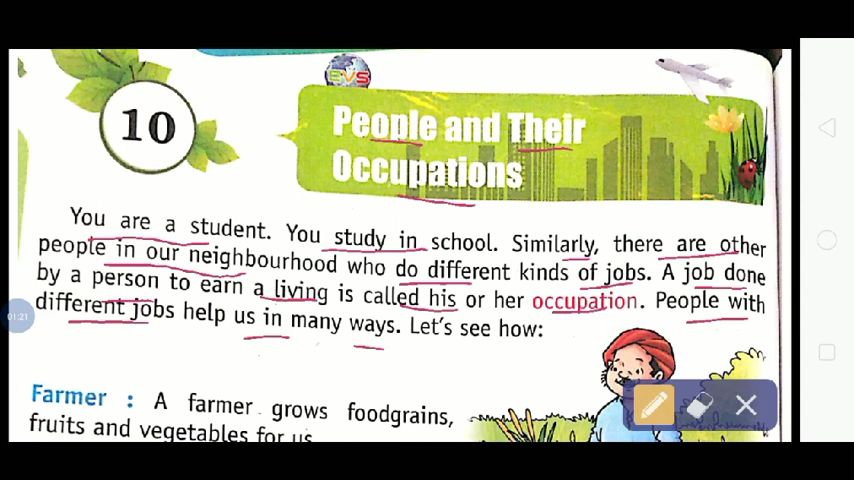 EVS
10
People and Their
Occupations
You are a student. You study in school. Similarly, there are other
people in our neighbourhood who do different kinds of jobs. A job done
by a person to earn a living is called his or her occupation. People with
different jobs help us in many ways. Let's see how:
01:21
Farmer : A farmer grows foodgrains,
fruits and vegetables for us.